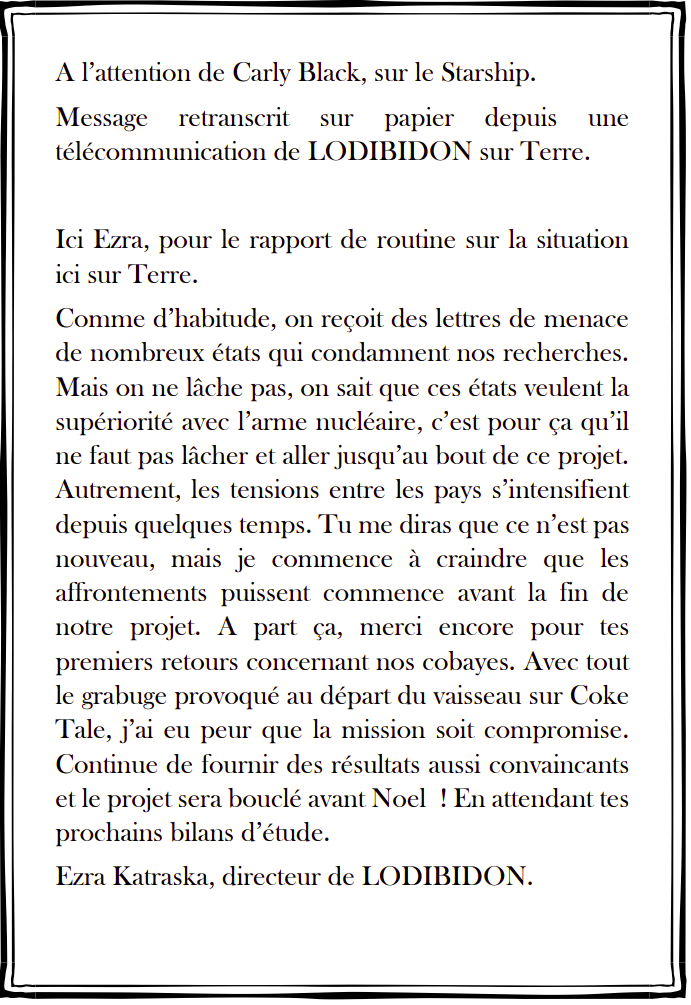 A l’attention de Carly Black, sur le Starship.
Message retranscrit sur papier depuis une
télécommunication de LODIBIDON sur Terre.
Ici Ezra, pour le rapport de routine sur la situation
ici sur Terre.
Comme d’habitude, on reçoit des lettres de menace
de nombreux états qui condamnent nos recherches.
Mais on ne lâche pas, on sait que ces états veulent la
supériorité avec l’arme nucléaire, c’est pour ça qu’il
ne faut pas lâcher et aller jusqu’au bout de ce projet.
Autrement, les tensions entre les pays s’intensifient
depuis quelques temps. Tu me diras que ce n’est pas
nouveau, mais je commence à craindre que les
affrontements puissent commence avant la fin de
notre projet. A part ça, merci encore pour tes
premiers retours concernant nos cobayes. Avec tout
le grabuge provoqué au départ du vaisseau sur Coke
Tale, j’ai eu peur que la mission soit compromise.
Continue de fournir des résultats aussi convaincants
et le projet sera bouclé avant Noel  ! En attendant tes
prochains bilans d’étude.
Ezra Katraska, directeur de LODIBIDON.